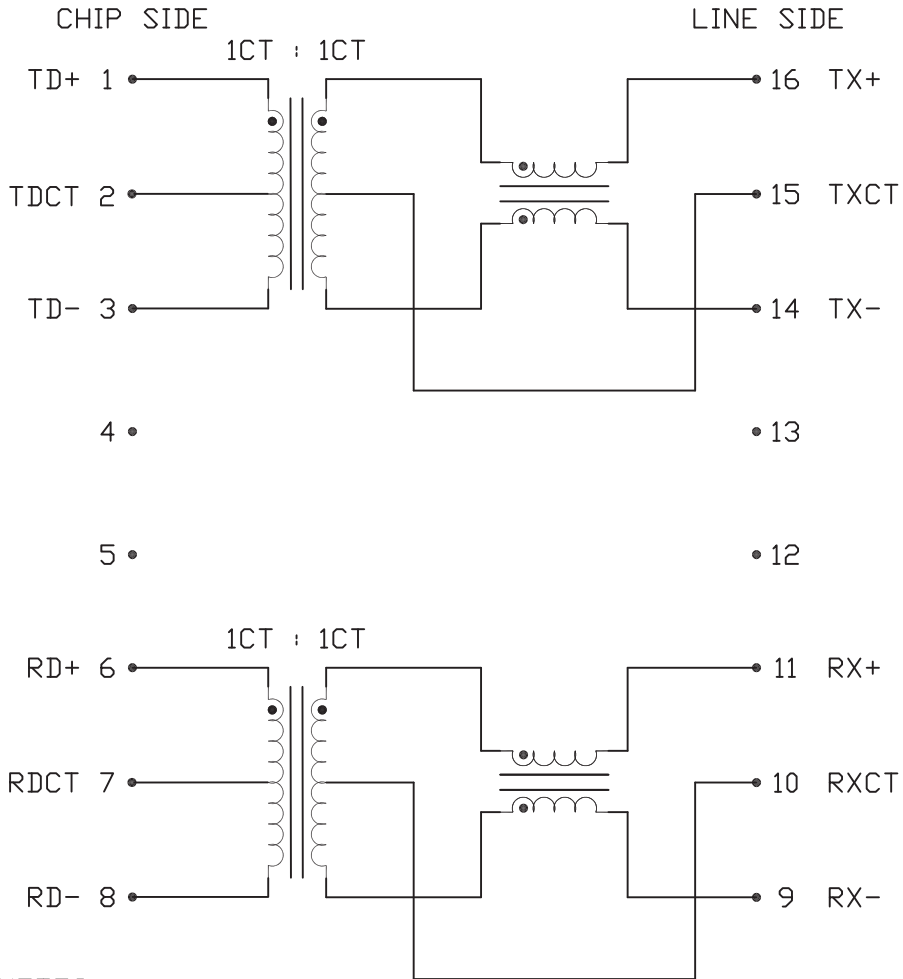 CHIP SIDE LINE SIDE
1CT : 1CT
TD+ 1 16 TX+
TDCT 2 15 TXCT
TD- 3 14 TX-
4 13
5 12
1CT : 1CT
RD+ 6 11 RX+
RDCT 7 10 RXCT
RD- 8 9 RX-